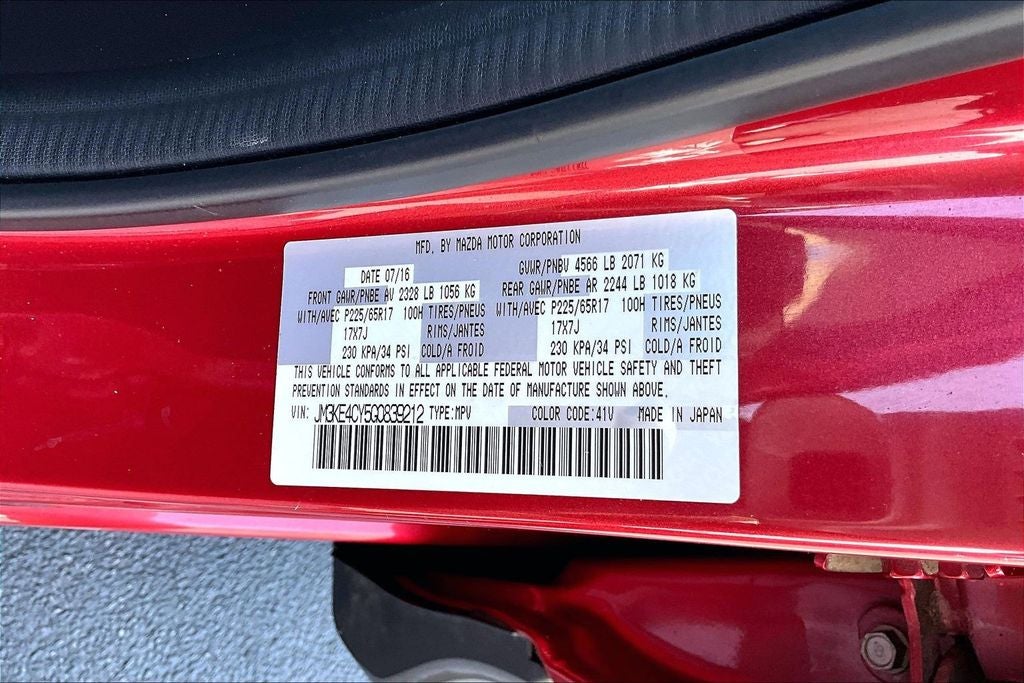 MFD. BY MAZDA MOTOR CORPORATION
DATE 07/16 GVWR/PNBV 4566 LB 2071 KG
FRONT GAWR/PNBE AV 2328 LB 1056 KG REAR GAWR/PNBE AR 2244 LB 1018 KG
WITH/AVEC P225/65R17 100H TIRES/PNEUS WITH/AVEC P225/65R17 100H TIRES/PNEUS
17X7J RIMS/JANTES 17X7J RIMS/JANTES
230 KPA/34 PSI COLD/A FROID 230 KPA/34 PSI COLD/A FROID
THIS VEHICLE CONFORMS TO ALL APPLICABLE FEDERAL MOTOR VEHICLE SAFETY AND THEFT
PREVENTION STANDARDS IN EFFECT ON THE DATE OF MANUFACTURE SHOWN ABOVE.
VIN: JM3KE4CY5G0839212 TYPE:MPV COLOR CODE:41V MADE IN JAPAN